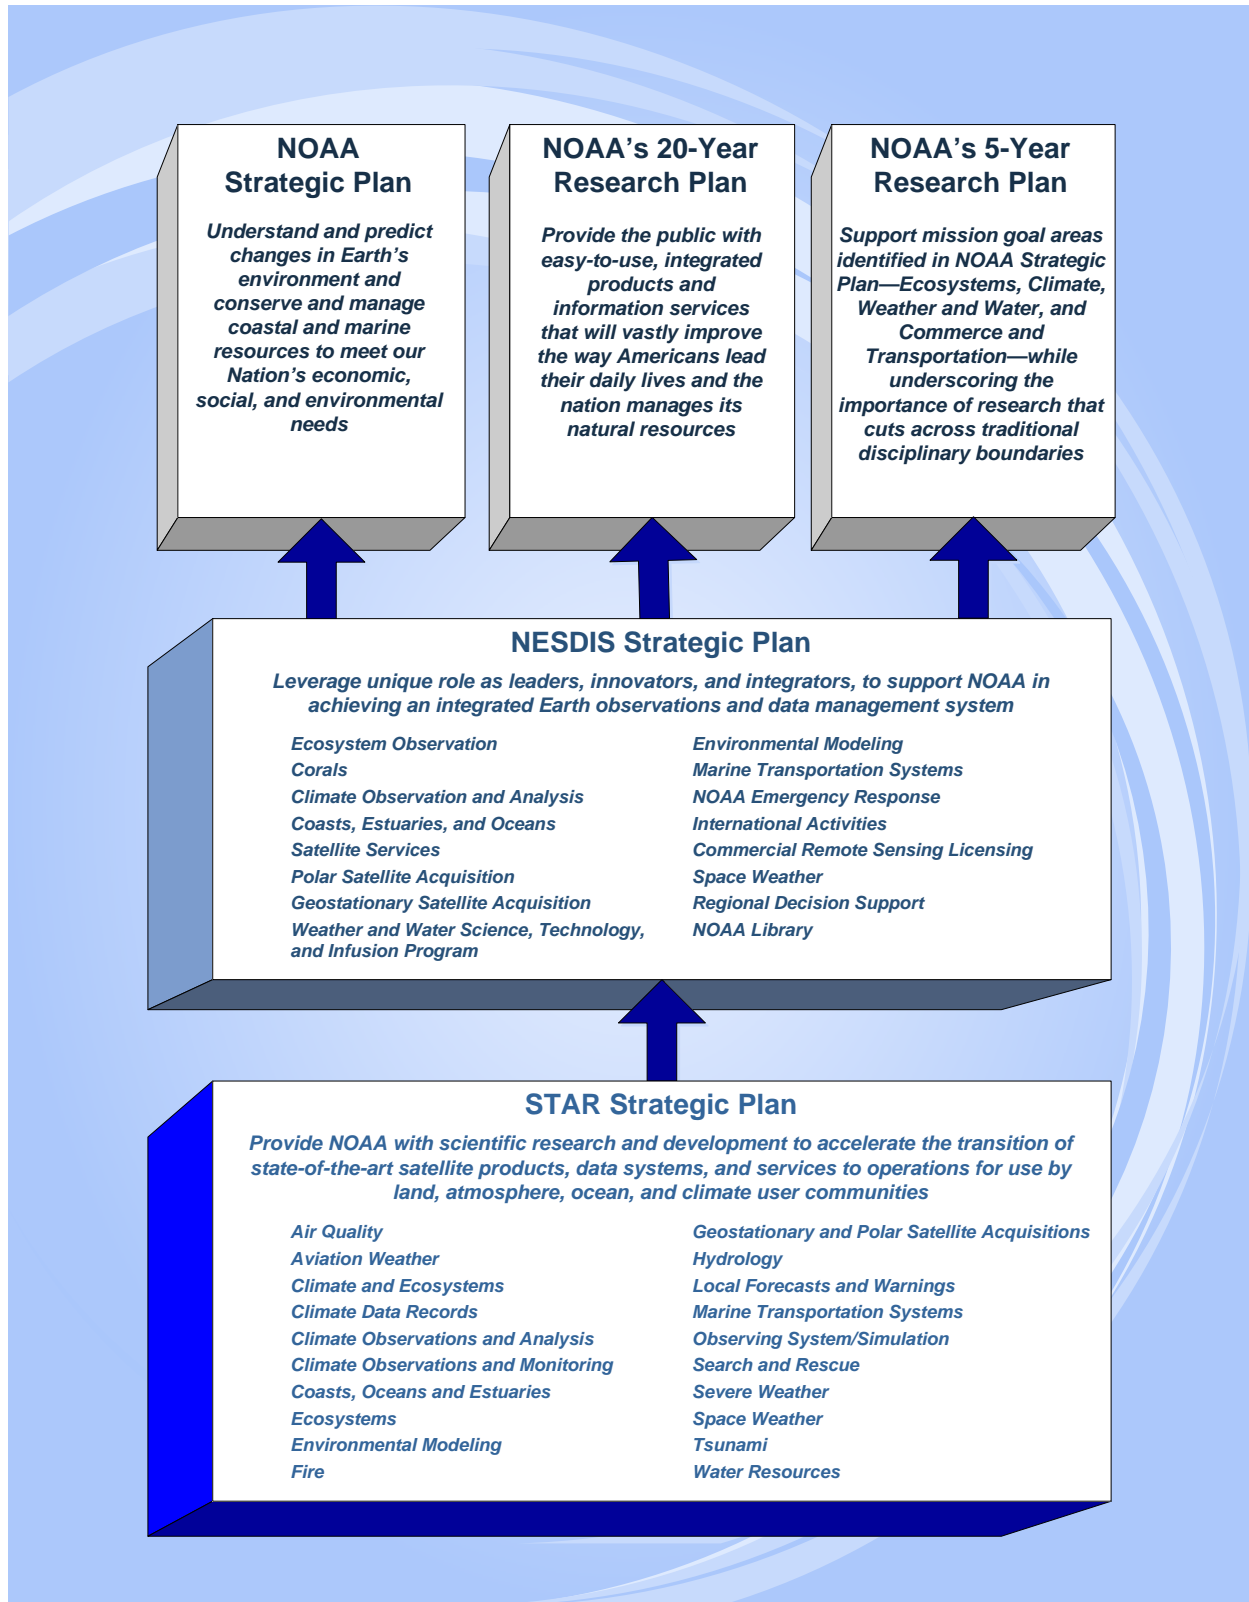 NOAA
Strategic Plan
Understand and predict
changes in Earth's
environment and
conserve and manage
coastal and marine
resources to meet our
Nation's economic,
social, and environmental
needs
NOAA's 20-Year
Research Plan
Provide the public with
easy-to-use, integrated
products and
information services
that will vastly improve
the way Americans lead
their daily lives and the
nation manages its
natural resources
NOAA's 5-Year
Research Plan
Support mission goal areas
identified in NOAA Strategic
Plan—Ecosystems, Climate,
Weather and Water, and
Commerce and
Transportation—while
underscoring the
importance of research that
cuts across traditional
disciplinary boundaries
NESDIS Strategic Plan
Leverage unique role as leaders, innovators, and integrators, to support NOAA in
achieving an integrated Earth observations and data management system
Ecosystem Observation
Corals
Climate Observation and Analysis
Coasts, Estuaries, and Oceans
Satellite Services
Polar Satellite Acquisition
Geostationary Satellite Acquisition
Weather and Water Science, Technology,
and Infusion Program
Environmental Modeling
Marine Transportation Systems
NOAA Emergency Response
International Activities
Commercial Remote Sensing Licensing
Space Weather
Regional Decision Support
NOAA Library
STAR Strategic Plan
Provide NOAA with scientific research and development to accelerate the transition of
state-of-the-art satellite products, data systems, and services to operations for use by
land, atmosphere, ocean, and climate user communities
Air Quality
Aviation Weather
Climate and Ecosystems
Climate Data Records
Climate Observations and Analysis
Climate Observations and Monitoring
Coasts, Oceans and Estuaries
Ecosystems
Environmental Modeling
Fire
Geostationary and Polar Satellite Acquisitions
Hydrology
Local Forecasts and Warnings
Marine Transportation Systems
Observing System/Simulation
Search and Rescue
Severe Weather
Space Weather
Tsunami
Water Resources